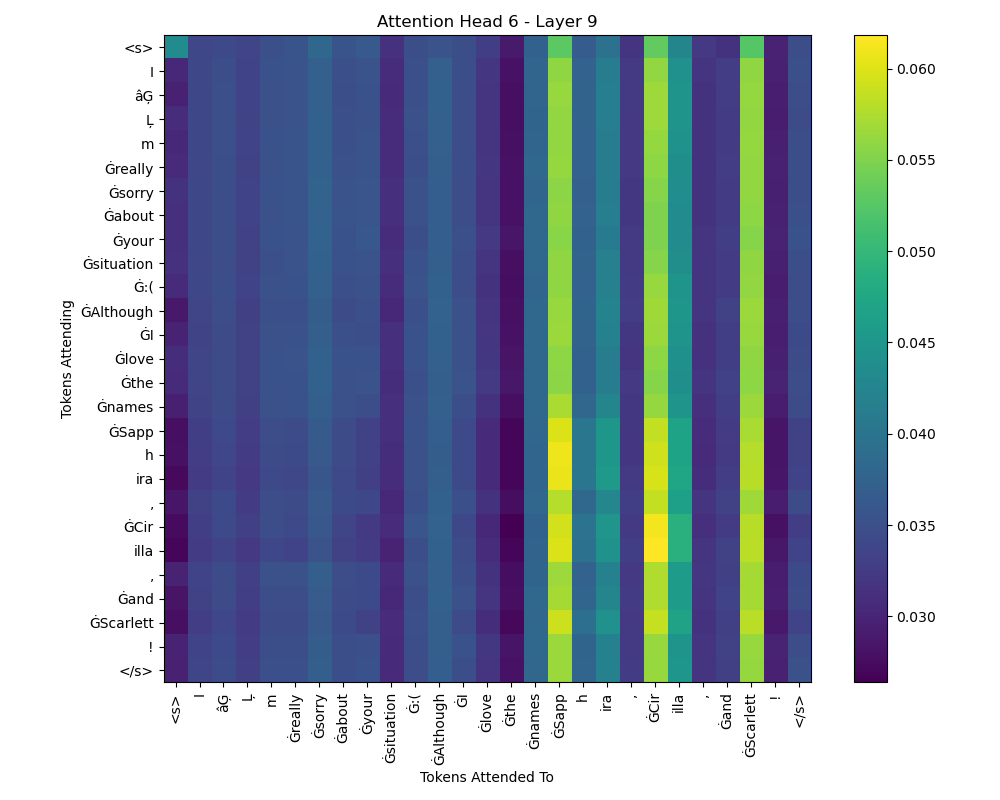 Attention Head 6 - Layer 9
Tokens Attending
<s>
I
âĢ
Ļ
m
Ġreally
Ġsorry
Ġabout
Ġyour
Ġsituation
Ġ:(
ĠAlthough
ĠI
Ġlove
Ġthe
Ġnames
ĠSapp
h
ira
,
ĠCir
illa
,
Ġand
ĠScarlett
!
</s>
<s>
I
âĢ
Ļ
m
Ġreally
Ġsorry
Ġabout
Ġyour
Ġsituation
Ġ:(
ĠAlthough
ĠI
Ġlove
Ġthe
Ġnames
ĠSapp
h
ira
,
ĠCir
illa
,
Ġand
ĠScarlett
!
</s>
Tokens Attended To
0.060
0.055
0.050
0.045
0.040
0.035
0.030